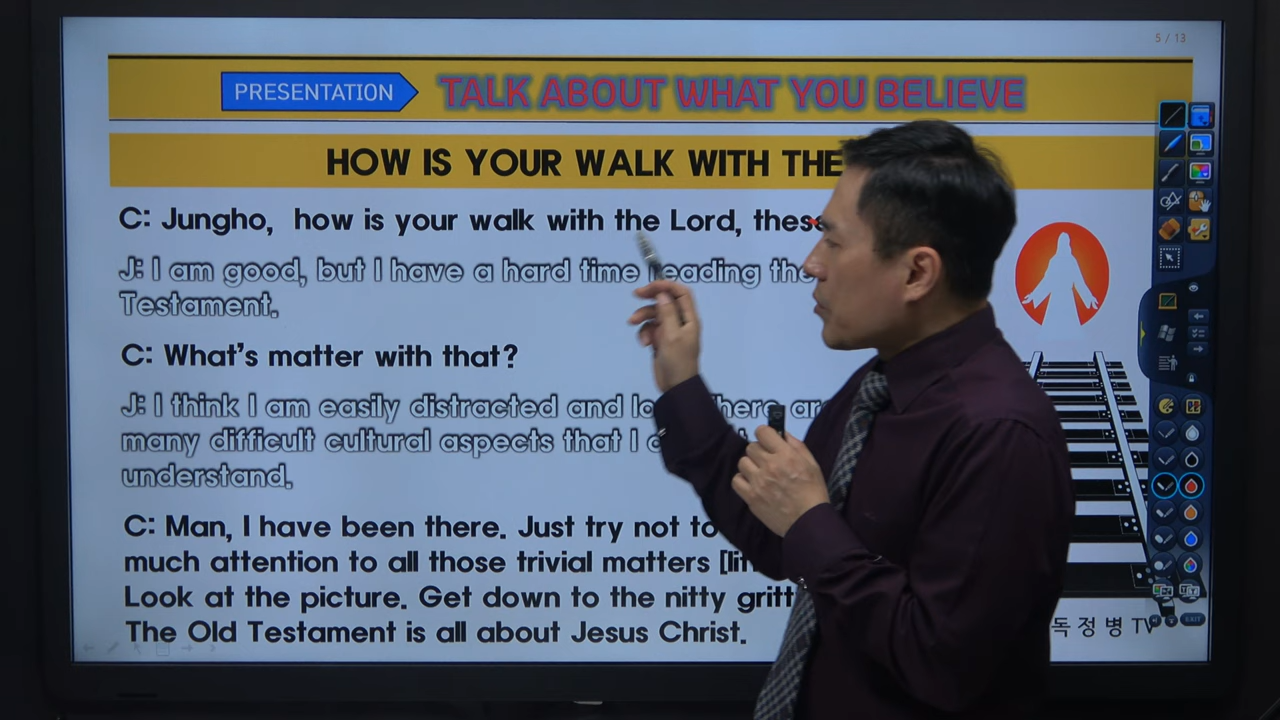 5 / 13
PRESENTATION TALK ABOUT WHAT YOU BELIEVE
HOW IS YOUR WALK WITH THE
C: Jungho, how is your walk with the Lord, these
J: I am good, but I have a hard time reading the
Testament.
C: What's matter with that?
J: I think I am easily distracted and There
many difficult cultural aspects that I
understand.
C: Man, I have been there. Just try not to
much attention to all those trivial matters
Look at the picture. Get down to the nitty
The Old Testament is all about Jesus Christ.
독 정 병 TV
EXIT